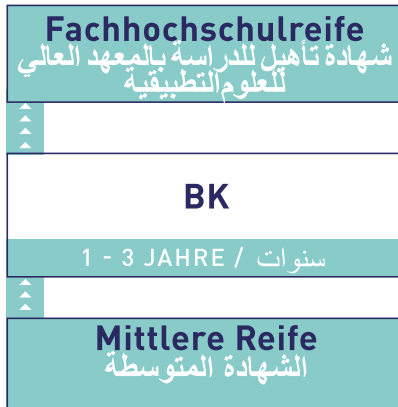 Fachhochschulreife
شهادة تأهيل للدراسة بالمعهد العالي
للعلوم التطبيقية
BK
1 - 3 JAHRE / سنوات
Mittlere Reife
الشهادة المتوسطة